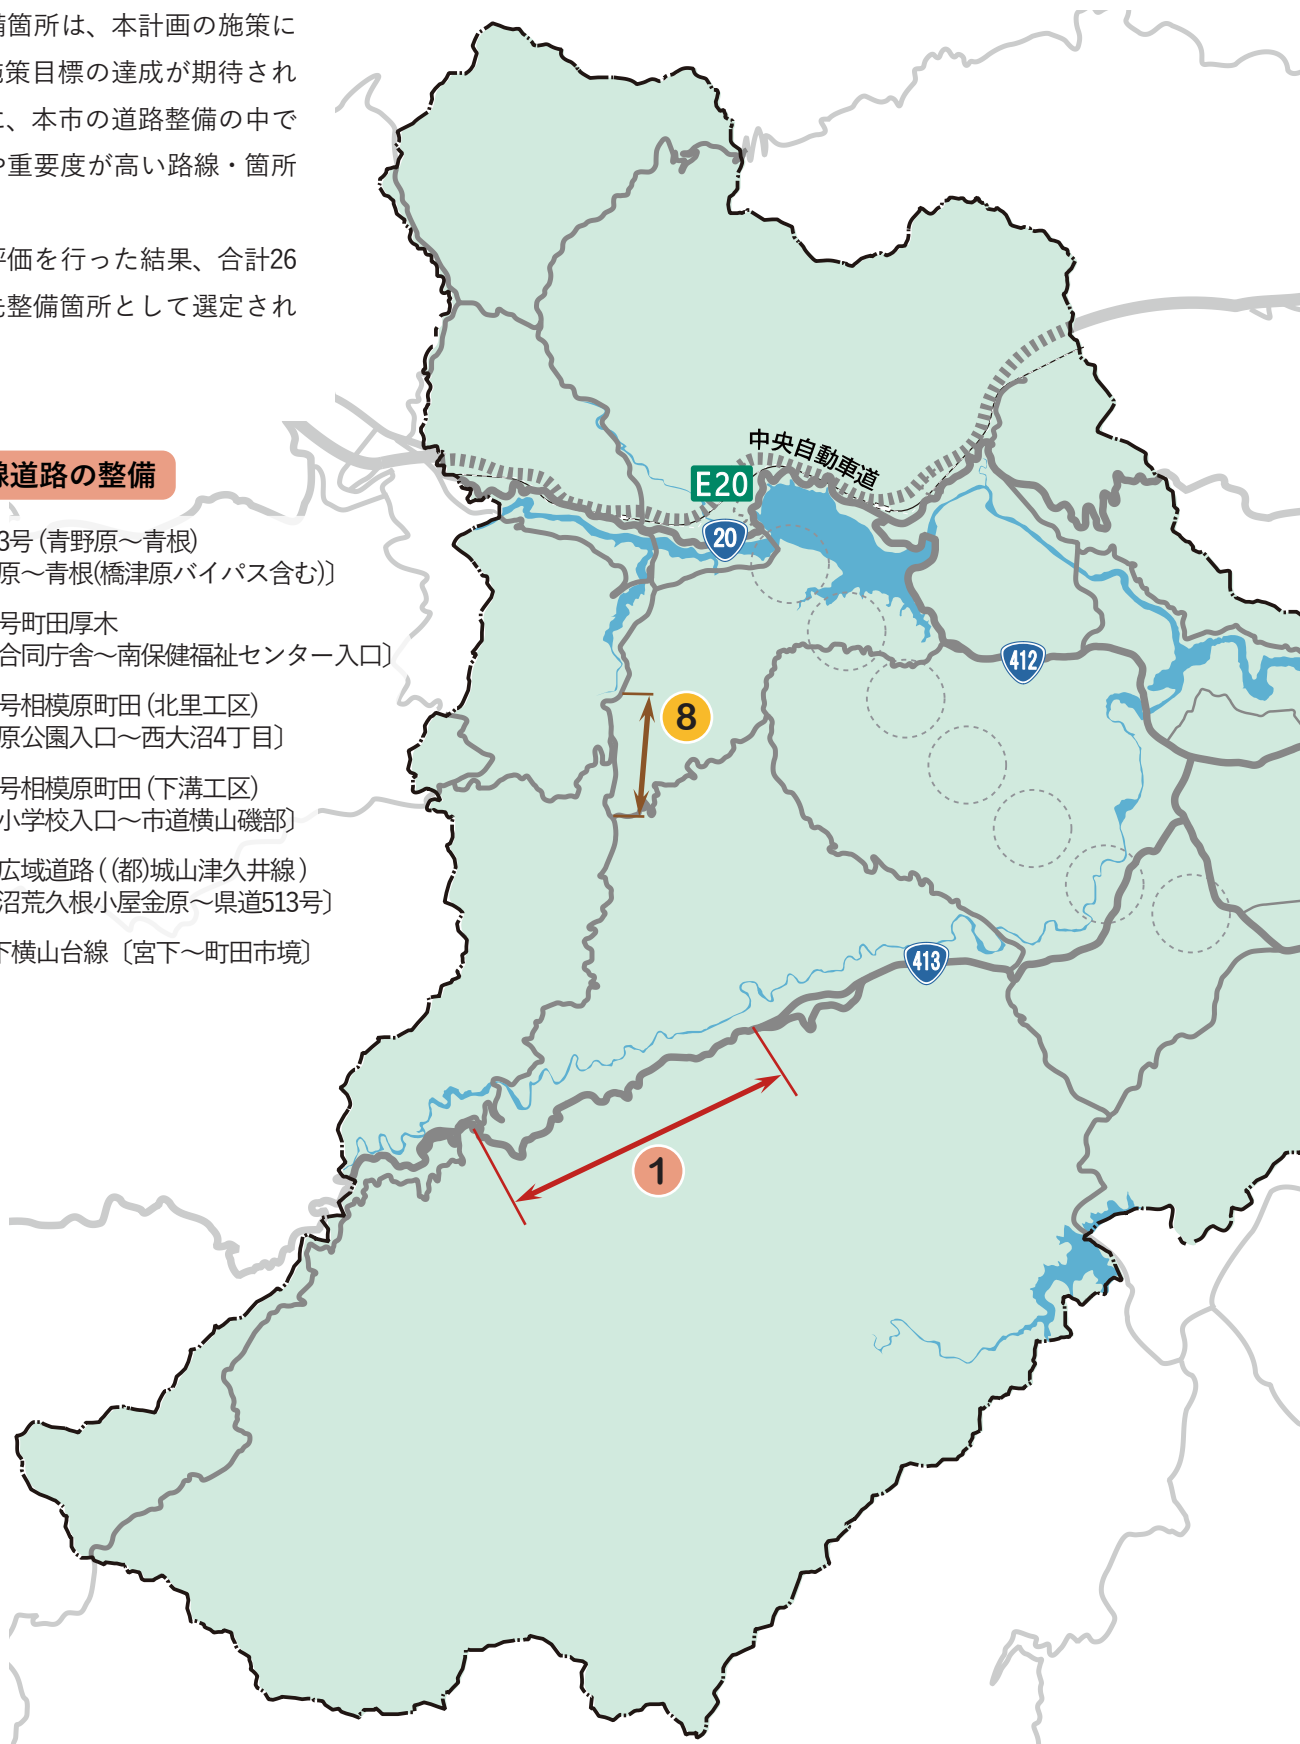 備箇所は、本計画の施策に
施策目標の達成が期待され
に、本市の道路整備の中で
や重要度が高い路線・箇所
評価を行った結果、合計26
先整備箇所として選定され
線道路の整備
3号 (青野原～青根)
原～青根(橋津原バイパス含む)〕
号町田厚木
合同庁舎～南保健福祉センター入口〕
号相模原町田 (北里工区)
原公園入口～西大沼4丁目〕
号相模原町田 (下溝工区)
小学校入口～市道横山磯部〕
広域道路 ( (都)城山津久井線 )
沼荒久根小屋金原～県道513号〕
下横山台線〔宮下～町田市境〕
中央自動車道
E20
20
412
8
413
1